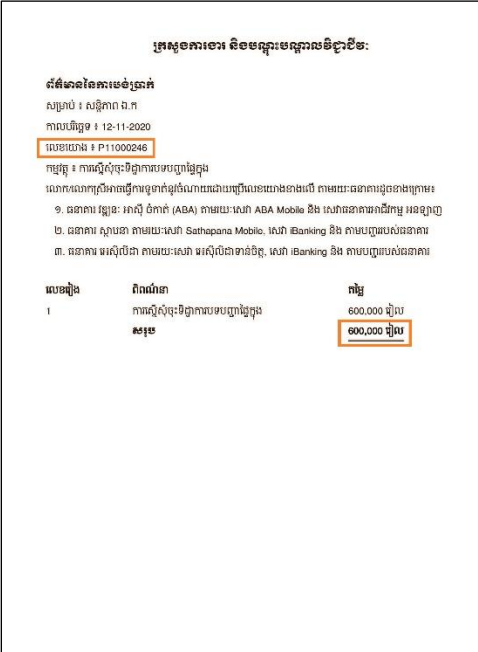 ក្រសួងការងារ និងបណ្តុះបណ្តាលវិជ្ជាជីវៈ
ព័ត៌មាននៃការបង់ប្រាក់
សម្រាប់ ៖ សន្តិភាព ឯ.ក
កាលបរិច្ឆេទ ៖ 12-11-2020
លេខយោង ៖ P11000246
កម្មវត្ថុ ៖ ការស្នើសុំទិដ្ឋាការបទបញ្ជាផ្ទៃក្នុង
លោក/លោកស្រីអាចធ្វើការទូទាត់នូវចំណាយដោយប្រើលេខយោងខាងលើ តាមរយៈធនាគារដូចខាងក្រោម៖
១. ធនាគារ វឌ្ឍនៈ អាស៊ី ចំកាត់ (ABA) តាមរយៈសេវា ABA Mobile និង សេវាធនាគារអាជីវកម្ម អនឡាញ
២. ធនាគារ ស្ថាបនា តាមរយៈសេវា Sathapana Mobile, សេវា iBanking និង តាមបញ្ជររបស់ធនាគារ
៣. ធនាគារ អេស៊ីលីដា តាមរយៈសេវា អេស៊ីលីដាទាន់ចិត្ត, សេវា iBanking និង តាមបញ្ជររបស់ធនាគារ
លេខរៀង ពិពណ៌នា តម្លៃ
1 ការស្នើសុំចុះទិដ្ឋាការបទបញ្ជាផ្ទៃក្នុង 600,000 រៀល
សរុប 600,000 រៀល